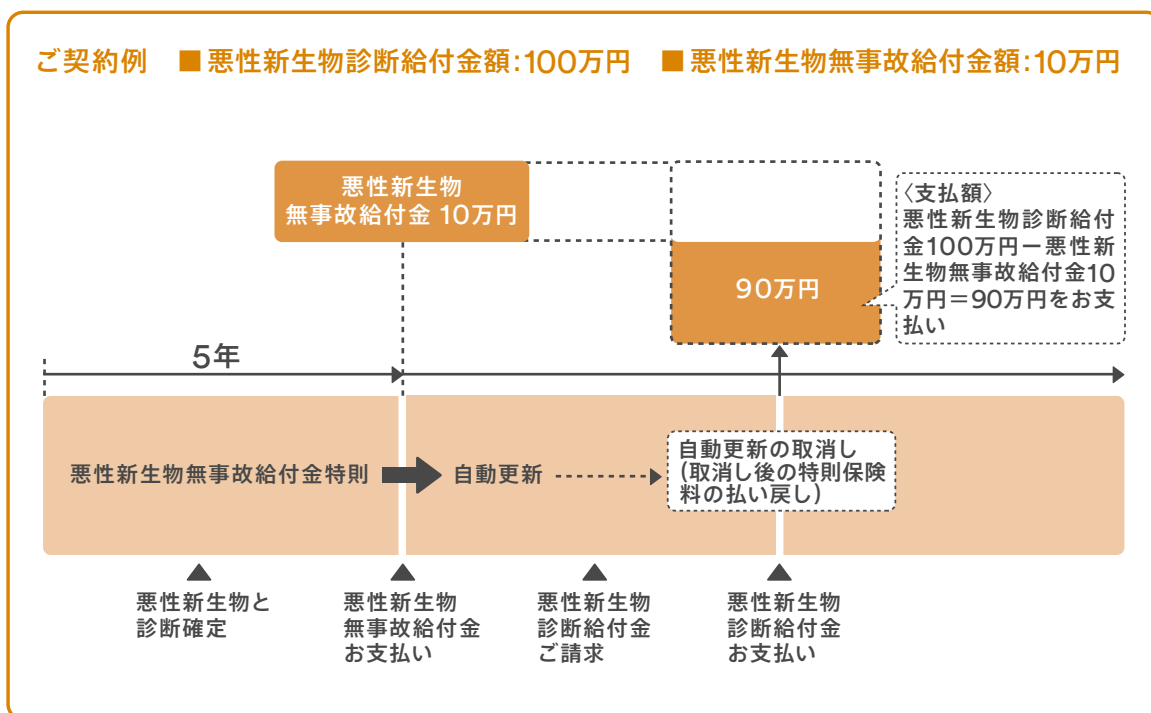 ご契約例 ■悪性新生物診断給付金額:100万円 ■悪性新生物無事故給付金額:10万円
悪性新生物
無事故給付金 10万円
90万円
〈支払額〉
悪性新生物診断給付
金100万円ー悪性新
生物無事故給付金10
万円＝90万円をお支
払い
5年
悪性新生物無事故給付金特則
自動更新
自動更新の取消し
(取消し後の特則保険
料の払い戻し)
悪性新生物と
診断確定
悪性新生物
無事故給付金
お支払い
悪性新生物
診断給付金
ご請求
悪性新生物
診断給付金
お支払い